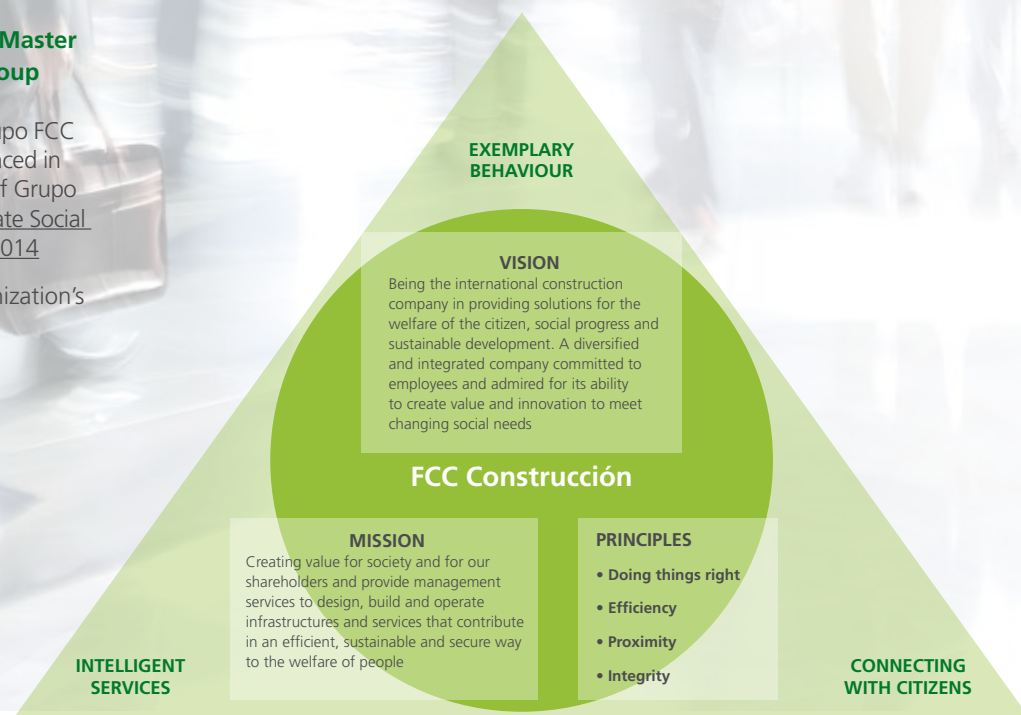 Master
oup
upo FCC
nced in
of Grupo
ate Social
2014
nization's
EXEMPLARY
BEHAVIOUR
VISION
Being the international construction
company in providing solutions for the
welfare of the citizen, social progress and
sustainable development. A diversified
and integrated company committed to
employees and admired for its ability
to create value and innovation to meet
changing social needs
FCC Construcción
MISSION
Creating value for society and for our
shareholders and provide management
services to design, build and operate
infrastructures and services that contribute
in an efficient, sustainable and secure way
to the welfare of people
PRINCIPLES
• Doing things right
• Efficiency
• Proximity
• Integrity
INTELLIGENT
SERVICES
CONNECTING
WITH CITIZENS